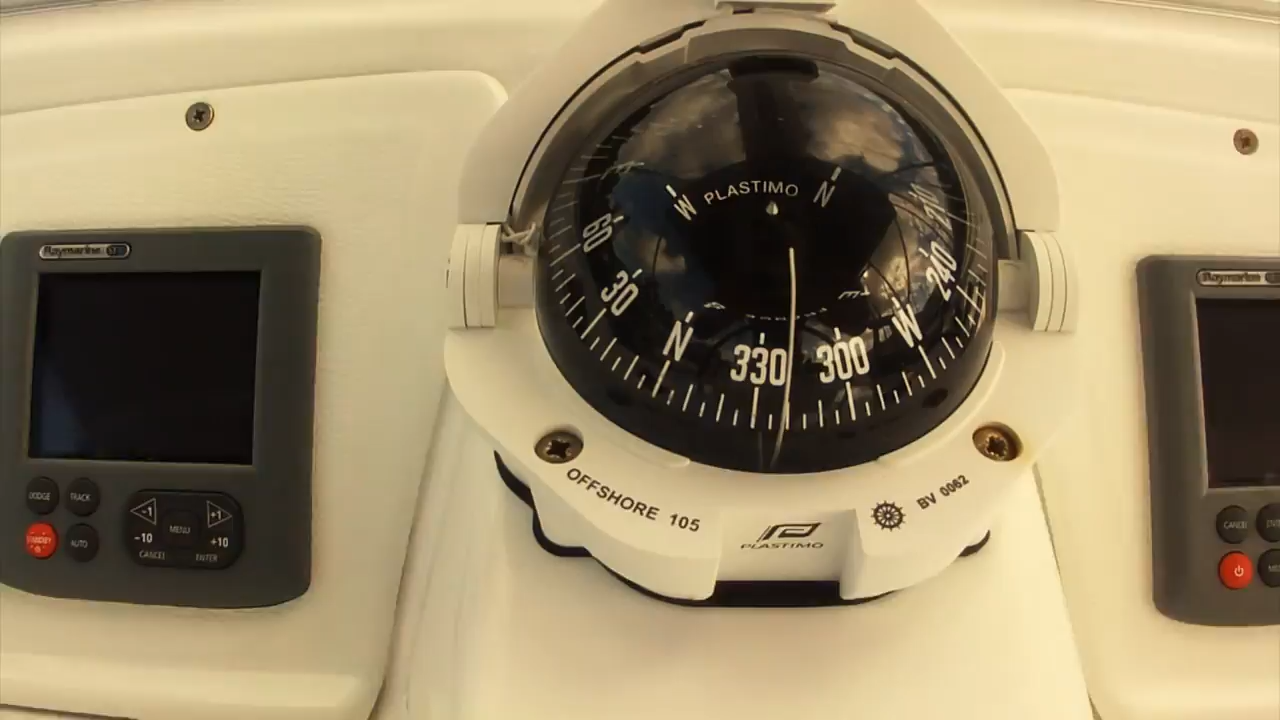 Raymarine
DODGE
TRACK
STANDBY
AUTO
-1
+1
MENU
-10
+10
CANCEL
ENTER
W
PLASTIMO
N
60
30
N
330
300
W
240
OFFSHORE 105
PLASTIMO
BV 0062
Raymarine
CANCEL